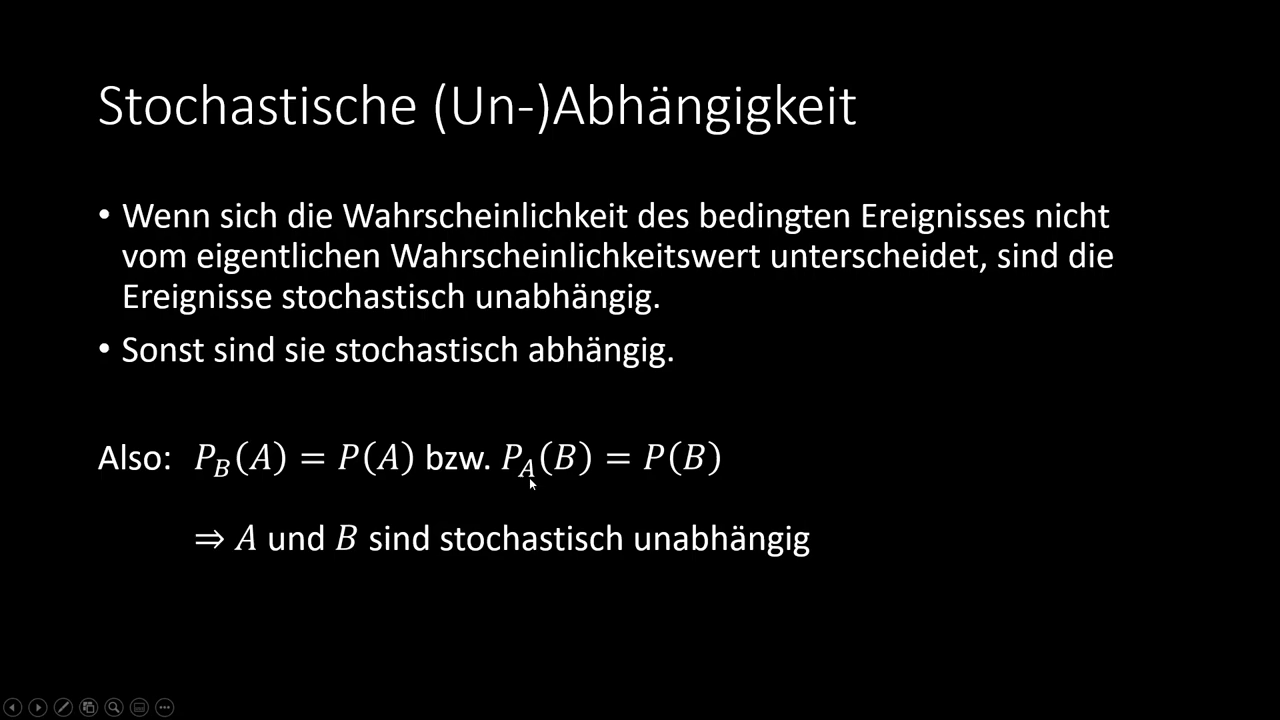 Stochastische (Un-)Abhängigkeit
• Wenn sich die Wahrscheinlichkeit des bedingten Ereignisses nicht
vom eigentlichen Wahrscheinlichkeitswert unterscheidet, sind die
Ereignisse stochastisch unabhängig.
• Sonst sind sie stochastisch abhängig.
Also: P_B(A) = P(A) bzw. P_A(B) = P(B)
⇒ A und B sind stochastisch unabhängig